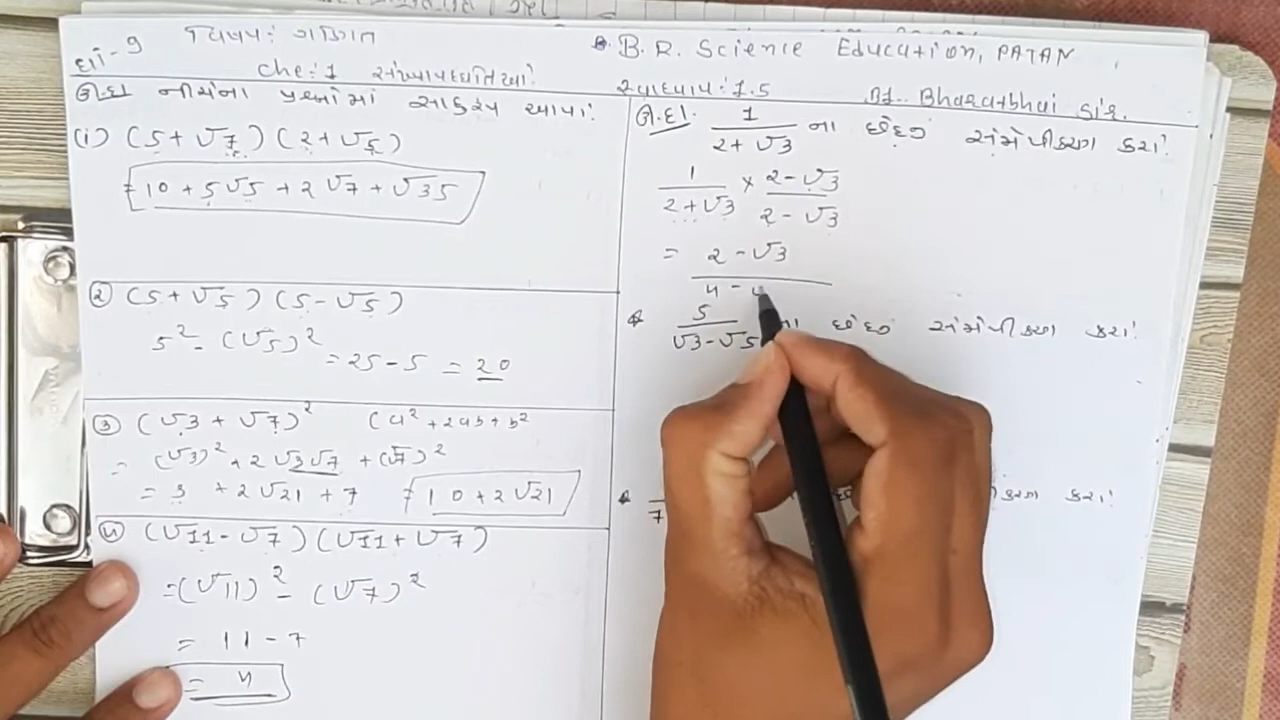 ધો - 9 વિષય : ગણિત B. R. Science Education, PATAN
Che : 1 સંખ્યાપધ્ધતિઓ. સ્વાધ્યાય : 1.5 By.. Bharatbhai ઠાકોર.
ઉ.દા નીચેના પ્રશ્નોમાં સાદુરૂપ આપો.
(i) (5 + √7) (2 + √5)
= 10 + 5√5 + 2√7 + √35
② (5 + √5) (5 - √5)
5² - (√5)²
= 25 - 5 = 20
③ (√3 + √7)² (a² + 2ab + b²
= (√3)² + 2√3√7 + (√7)²
= 3 + 2√21 + 7 = 10 + 2√21
④ (√11 - √7) (√11 + √7)
= (√11)² - (√7)²
= 11 - 7
= 4
ઉ.દા. 1 / 2 + √3 ના છેદનું સંમેયીકરણ કરો.
1 / 2 + √3 × 2 - √3 / 2 - √3
= 2 - √3
4 -
* 5 / √3 - √5 ના છેદનું સંમેયીકરણ કરો.
* 7 કરણ કરો.